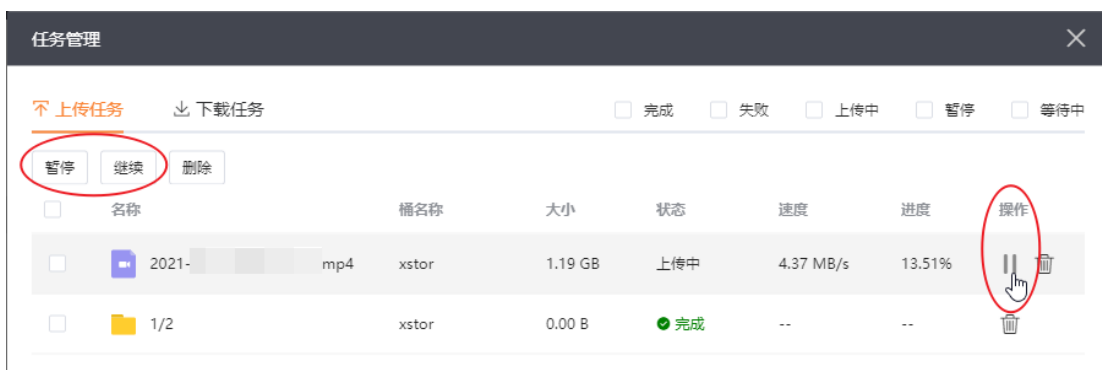 任务管理
上传任务 下载任务 完成 失败 上传中 暂停 等待中
暂停 继续 删除
名称 桶名称 大小 状态 速度 进度 操作
2021- mp4 xstor 1.19 GB 上传中 4.37 MB/s 13.51%
1/2 xstor 0.00 B 完成 -- --